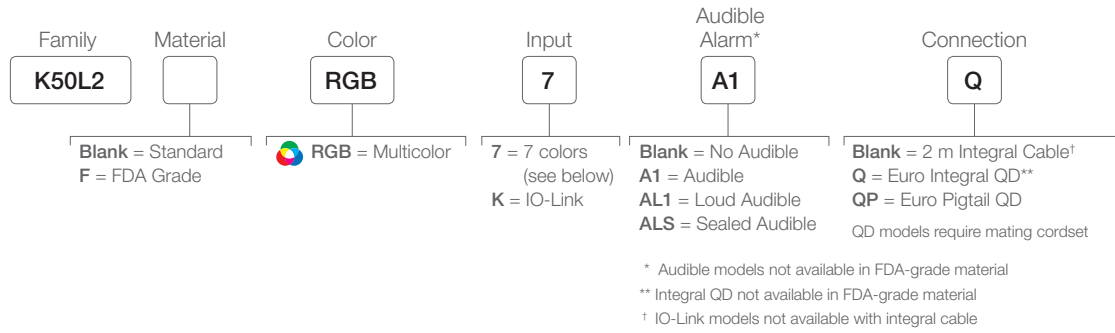 Family
Material
Color
Input
Audible
Alarm*
Connection
K50L2
RGB
7
A1
Q
Blank = Standard
F = FDA Grade
RGB = Multicolor
7 = 7 colors
(see below)
K = IO-Link
Blank = No Audible
A1 = Audible
AL1 = Loud Audible
ALS = Sealed Audible
Blank = 2 m Integral Cable†
Q = Euro Integral QD**
QP = Euro Pigtail QD
QD models require mating cordset
* Audible models not available in FDA-grade material
** Integral QD not available in FDA-grade material
† IO-Link models not available with integral cable